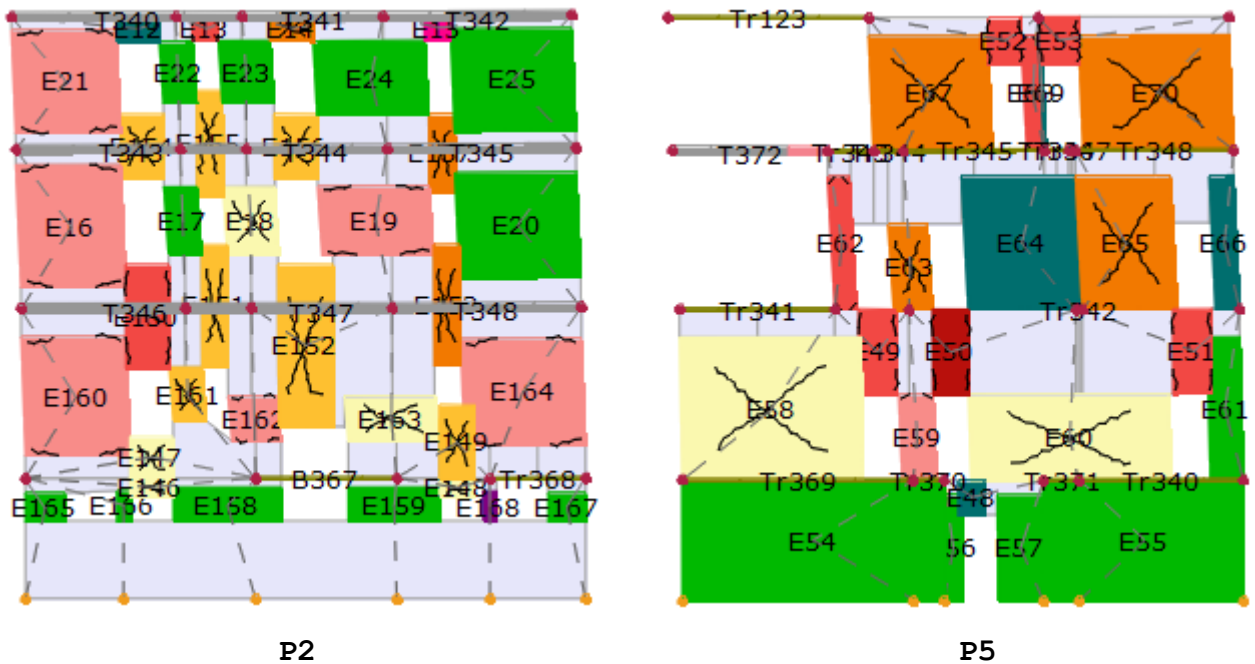 T340 T341 T342
E12 E13 E14 E15
E21 E22 E23 E24 E25
T343 T344 T345
E16 E17 E18 E19 E20
T346 T347 T348
E150 E152
E160 E161 E162 E163 E164
E149
E147
E146 B367 E148 Tr368
E165 E166 E158 E159 E168 E167
P2
Tr123
E52 E53
E67 E69 E70
T372 Tr345 Tr348
E62 E63 E64 E65 E66
Tr341 Tr342
E49 E50 E51
E58 E59 E60 E61
Tr369 Tr370 Tr371 Tr340
E48
E54 56 E57 E55
P5